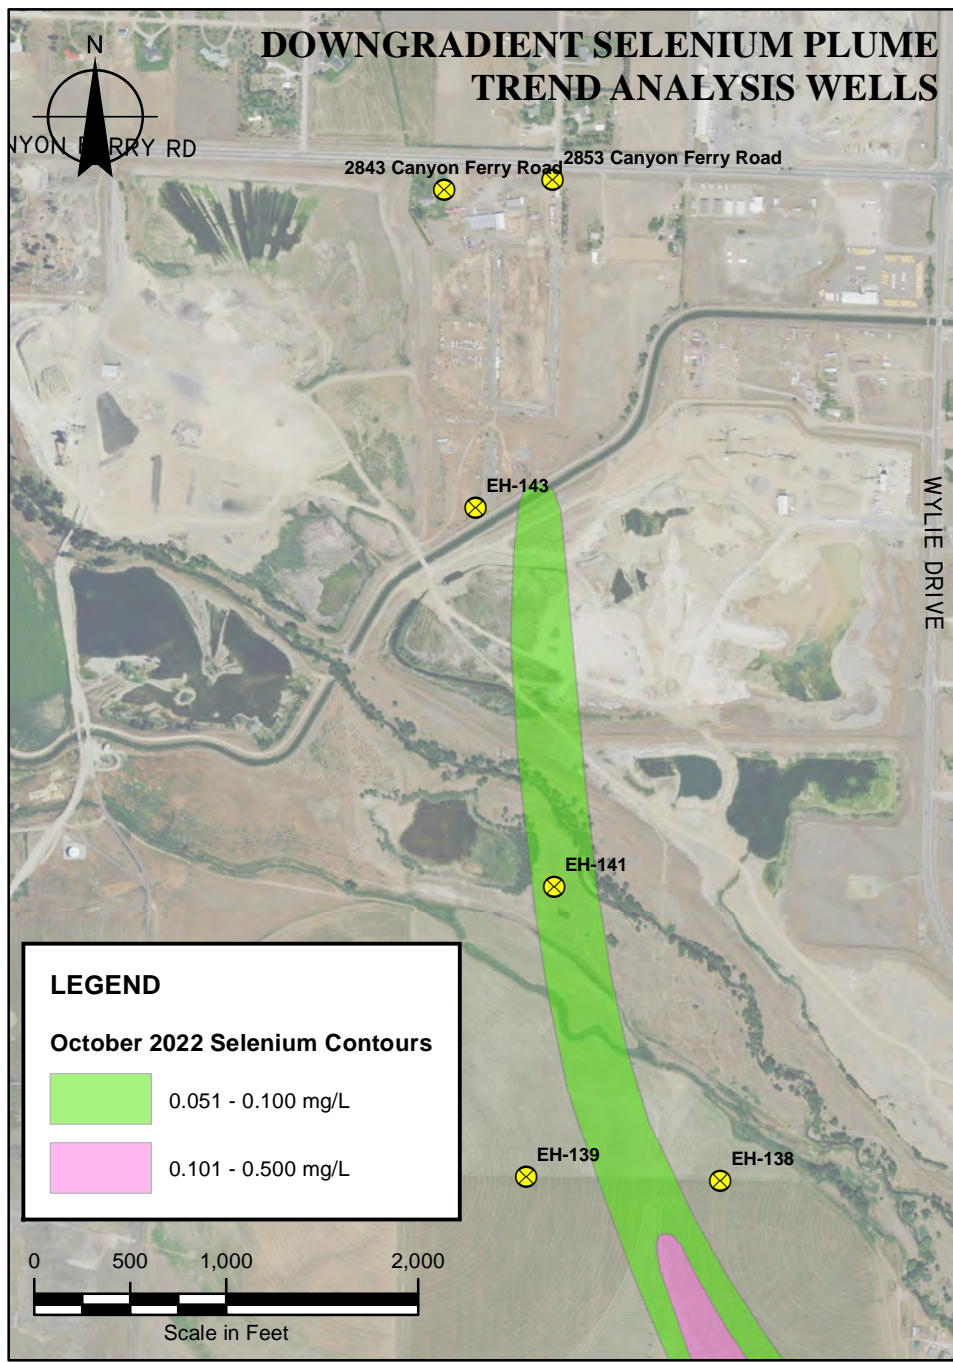 DOWNGRADIENT SELENIUM PLUME
TREND ANALYSIS WELLS
N
NYON FERRY RD
2843 Canyon Ferry Road
2853 Canyon Ferry Road
EH-143
WYLIE DRIVE
EH-141
LEGEND
October 2022 Selenium Contours
0.051 - 0.100 mg/L
0.101 - 0.500 mg/L
EH-139
EH-138
0 500 1,000 2,000
Scale in Feet